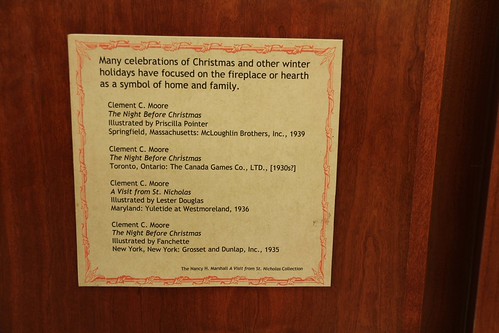 Many celebrations of Christmas and other winter
holidays have focused on the fireplace or hearth
as a symbol of home and family.
Clement C. Moore
The Night Before Christmas
Illustrated by Priscilla Pointer
Springfield, Massachusetts: McLoughlin Brothers, Inc., 1939
Clement C. Moore
The Night Before Christmas
Toronto, Ontario: The Canada Games Co., LTD., [1930s?]
Clement C. Moore
A Visit from St. Nicholas
Illustrated by Lester Douglas
Maryland: Yuletide at Westmoreland, 1936
Clement C. Moore
The Night Before Christmas
Illustrated by Fanchette
New York, New York: Grosset and Dunlap, Inc., 1935
The Nancy H. Marshall A Visit from St. Nicholas Collection